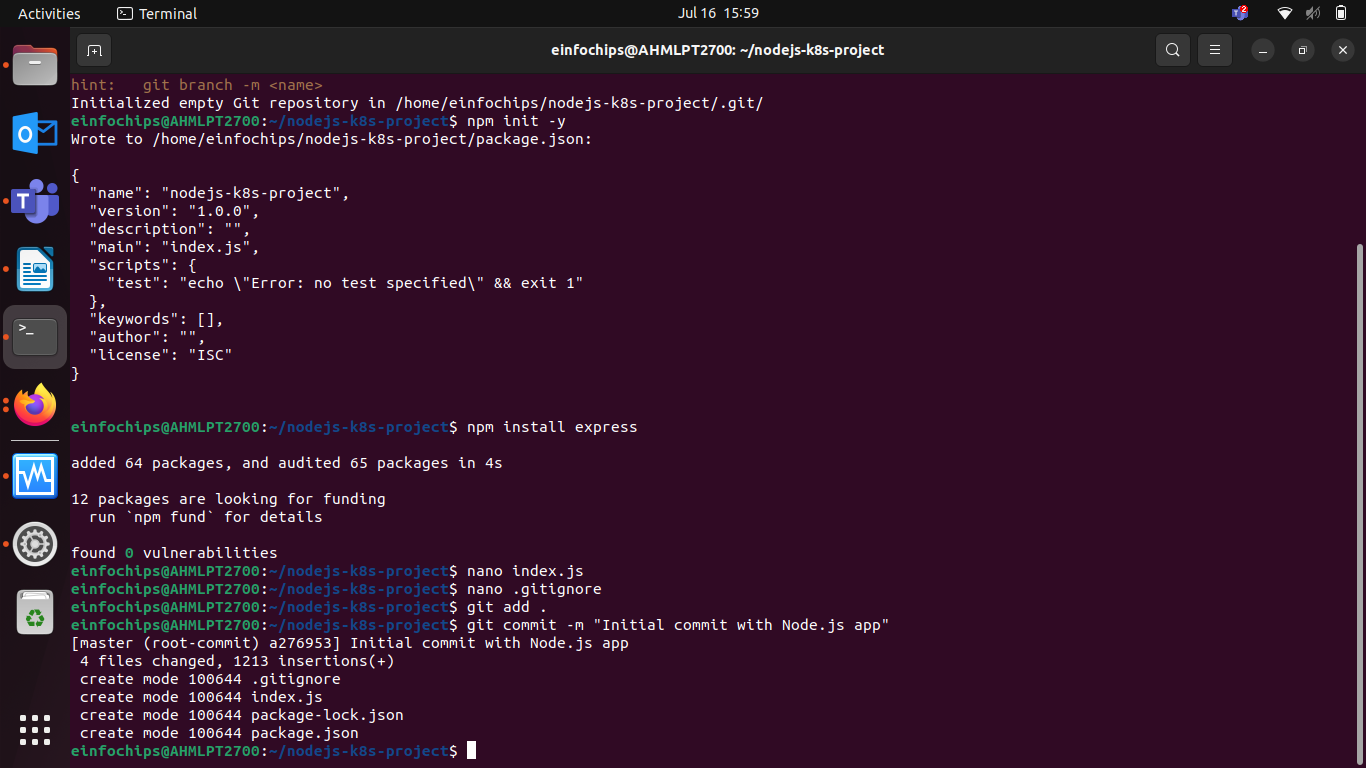 Activities
Terminal
Jul 16 15:59
2
einfochips@AHMLPT2700: ~/nodejs-k8s-project
hint:   git branch -m <name>
Initialized empty Git repository in /home/einfochips/nodejs-k8s-project/.git/
einfochips@AHMLPT2700:~/nodejs-k8s-project$ npm init -y
Wrote to /home/einfochips/nodejs-k8s-project/package.json:
{
  "name": "nodejs-k8s-project",
  "version": "1.0.0",
  "description": "",
  "main": "index.js",
  "scripts": {
    "test": "echo \"Error: no test specified\" && exit 1"
  },
  "keywords": [],
  "author": "",
  "license": "ISC"
}
einfochips@AHMLPT2700:~/nodejs-k8s-project$ npm install express
added 64 packages, and audited 65 packages in 4s
12 packages are looking for funding
  run `npm fund` for details
found 0 vulnerabilities
einfochips@AHMLPT2700:~/nodejs-k8s-project$ nano index.js
einfochips@AHMLPT2700:~/nodejs-k8s-project$ nano .gitignore
einfochips@AHMLPT2700:~/nodejs-k8s-project$ git add .
einfochips@AHMLPT2700:~/nodejs-k8s-project$ git commit -m "Initial commit with Node.js app"
[master (root-commit) a276953] Initial commit with Node.js app
 4 files changed, 1213 insertions(+)
 create mode 100644 .gitignore
 create mode 100644 index.js
 create mode 100644 package-lock.json
 create mode 100644 package.json
einfochips@AHMLPT2700:~/nodejs-k8s-project$